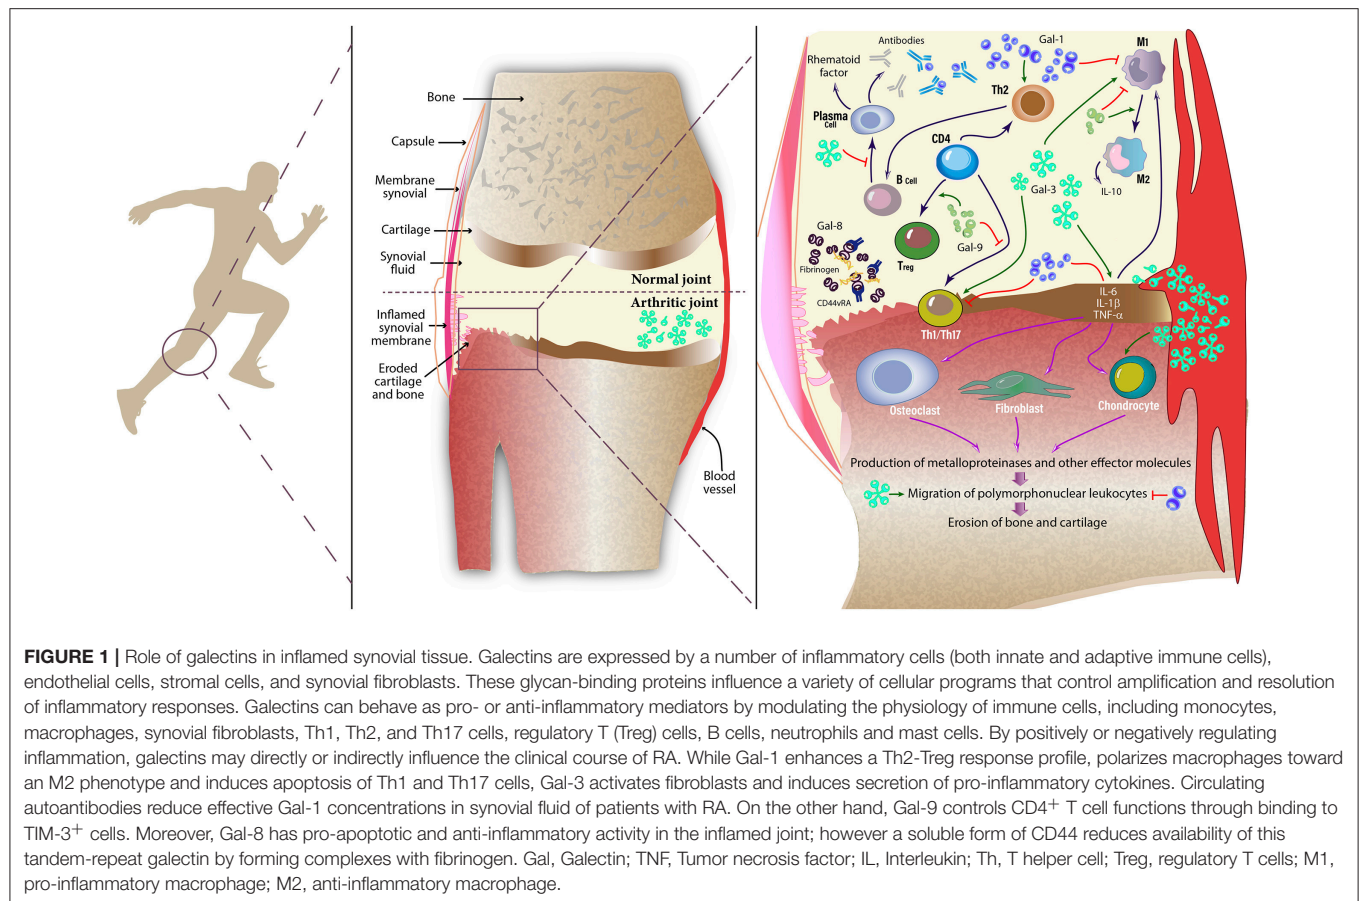 Bone
Capsule
Membrane
synovial
Cartilage
Synovial
fluid
Normal joint
Arthritic joint
Inflamed
synovial
membrane
Eroded
cartilage
and bone
Blood
vessel
Antibodies
Rhematoid
factor
Plasma
Cell
Gal-1
M1
Th2
CD4
B Cell
Gal-3
M2
IL-10
Gal-8
Fibrinogen
CD44vRA
Treg
Gal-9
IL-6
IL-1β
TNF-α
Th1/Th17
Osteoclast
Fibroblast
Chondrocyte
Production of metalloproteinases and other effector molecules
Migration of polymorphonuclear leukocytes
Erosion of bone and cartilage
FIGURE 1 | Role of galectins in inflamed synovial tissue. Galectins are expressed by a number of inflammatory cells (both innate and adaptive immune cells),
endothelial cells, stromal cells, and synovial fibroblasts. These glycan-binding proteins influence a variety of cellular programs that control amplification and resolution
of inflammatory responses. Galectins can behave as pro- or anti-inflammatory mediators by modulating the physiology of immune cells, including monocytes,
macrophages, synovial fibroblasts, Th1, Th2, and Th17 cells, regulatory T (Treg) cells, B cells, neutrophils and mast cells. By positively or negatively regulating
inflammation, galectins may directly or indirectly influence the clinical course of RA. While Gal-1 enhances a Th2-Treg response profile, polarizes macrophages toward
an M2 phenotype and induces apoptosis of Th1 and Th17 cells, Gal-3 activates fibroblasts and induces secretion of pro-inflammatory cytokines. Circulating
autoantibodies reduce effective Gal-1 concentrations in synovial fluid of patients with RA. On the other hand, Gal-9 controls CD4+ T cell functions through binding to
TIM-3+ cells. Moreover, Gal-8 has pro-apoptotic and anti-inflammatory activity in the inflamed joint; however a soluble form of CD44 reduces availability of this
tandem-repeat galectin by forming complexes with fibrinogen. Gal, Galectin; TNF, Tumor necrosis factor; IL, Interleukin; Th, T helper cell; Treg, regulatory T cells; M1,
pro-inflammatory macrophage; M2, anti-inflammatory macrophage.